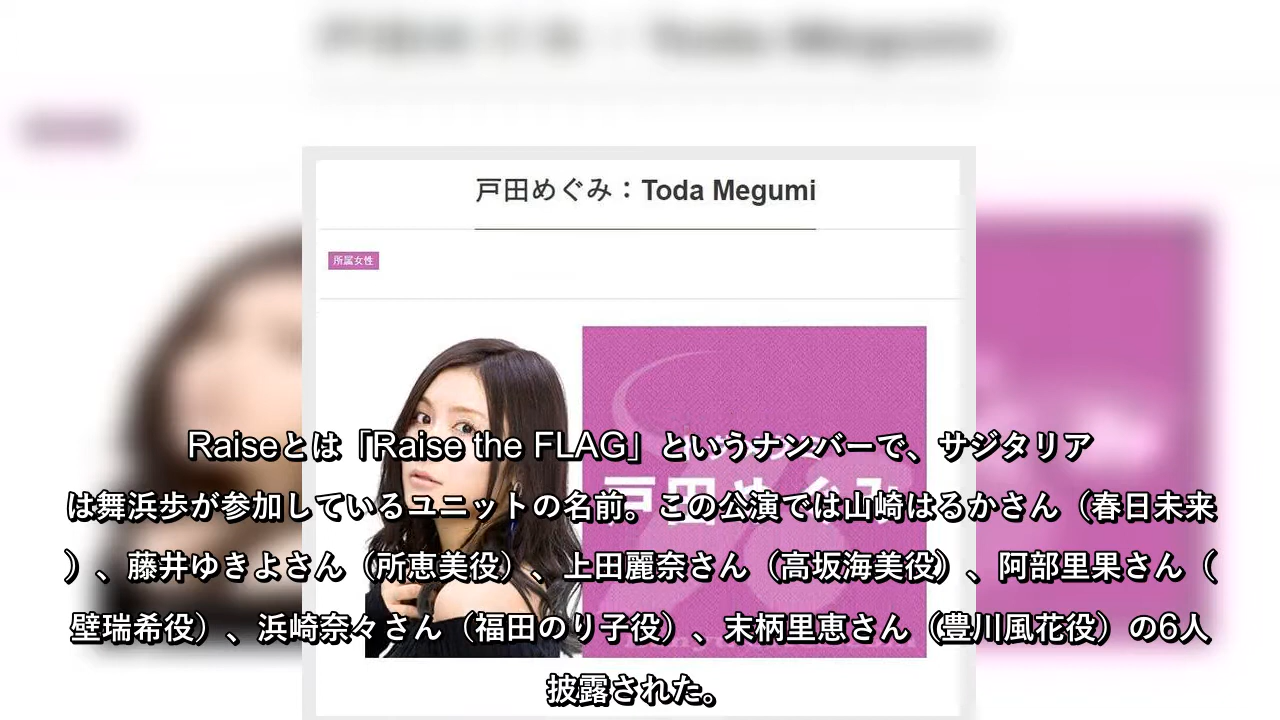 戸田めぐみ：Toda Megumi
所属女性
Raiseとは「Raise the FLAG」というナンバーで、サジタリア
は舞浜歩が参加しているユニットの名前。この公演では山崎はるかさん（春日未来
）、藤井ゆきよさん（所恵美役）、上田麗奈さん（高坂海美役）、阿部里果さん（
壁瑞希役）、浜崎奈々さん（福田のり子役）、末柄里恵さん（豊川風花役）の6人
披露された。
戸田めぐみ